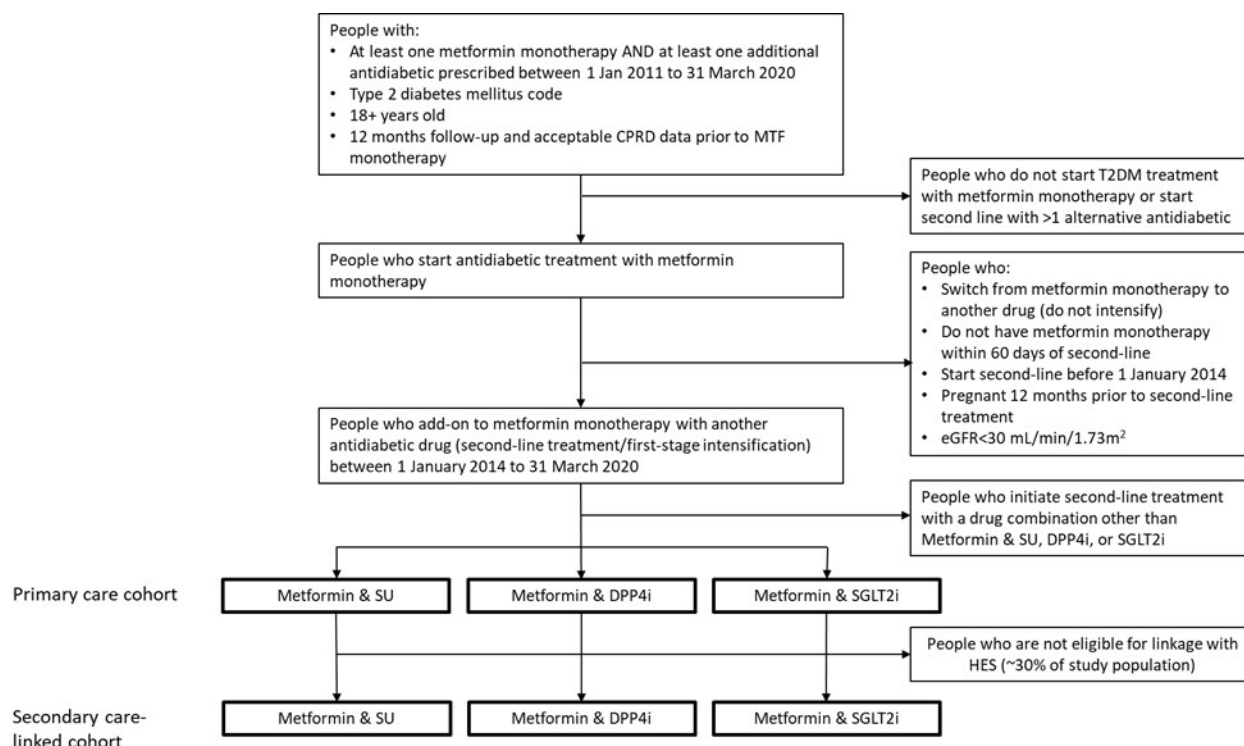 People with:
• At least one metformin monotherapy AND at least one additional
antidiabetic prescribed between 1 Jan 2011 to 31 March 2020
• Type 2 diabetes mellitus code
• 18+ years old
• 12 months follow-up and acceptable CPRD data prior to MTF
monotherapy
People who do not start T2DM treatment
with metformin monotherapy or start
second line with >1 alternative antidiabetic
People who start antidiabetic treatment with metformin
monotherapy
People who:
• Switch from metformin monotherapy to
another drug (do not intensify)
• Do not have metformin monotherapy
within 60 days of second-line
• Start second-line before 1 January 2014
• Pregnant 12 months prior to second-line
treatment
• eGFR<30 mL/min/1.73m²
People who add-on to metformin monotherapy with another
antidiabetic drug (second-line treatment/first-stage intensification)
between 1 January 2014 to 31 March 2020
People who initiate second-line treatment
with a drug combination other than
Metformin & SU, DPP4i, or SGLT2i
Primary care cohort
Metformin & SU
Metformin & DPP4i
Metformin & SGLT2i
People who are not eligible for linkage with
HES (~30% of study population)
Secondary care-
linked cohort
Metformin & SU
Metformin & DPP4i
Metformin & SGLT2i